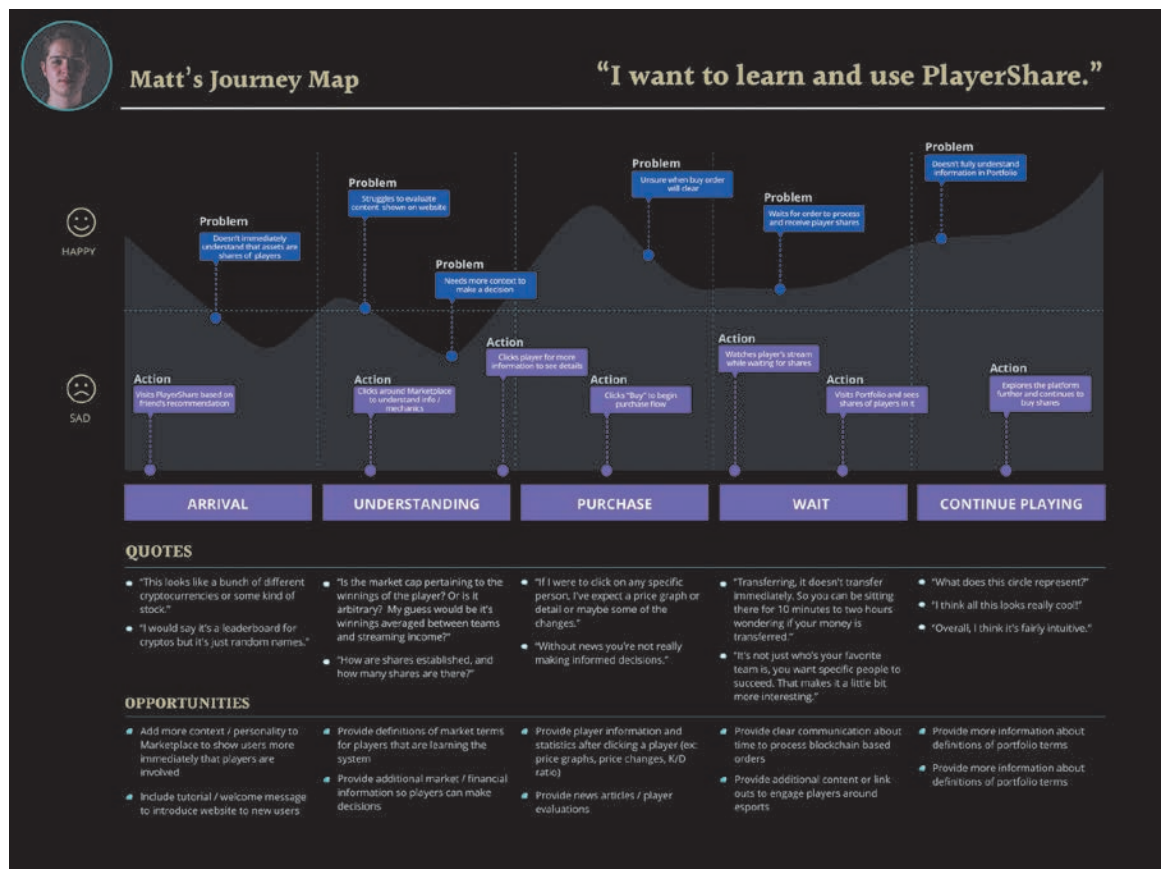 Matt's Journey Map
“I want to learn and use PlayerShare.”
HAPPY
SAD
Problem
Doesn't immediately
understand that assets are
shares of players
Problem
Struggles to evaluate
content shown on website
Problem
Needs more context to
make a decision
Problem
Unsure when buy order
will clear
Problem
Waits for order to process
and receive player shares
Problem
Doesn't fully understand
information in Portfolio
Action
Visits PlayerShare based on
friend's recommendation
Action
Clicks around Marketplace
to understand info /
mechanics
Action
Clicks player for more
information to see details
Action
Clicks “Buy” to begin
purchase flow
Action
Watches player's stream
while waiting for shares
Action
Visits Portfolio and sees
shares of players in it
Action
Explores the platform
further and continues to
buy shares
ARRIVAL
UNDERSTANDING
PURCHASE
WAIT
CONTINUE PLAYING
QUOTES
“This looks like a bunch of different
cryptocurrencies or some kind of
stock.”
“I would say it's a leaderboard for
cryptos but it's just random names.”
“Is the market cap pertaining to the
winnings of the player? Or is it
arbitrary? My guess would be it's
winnings averaged between teams
and streaming income?”
“How are shares established, and
how many shares are there?”
“If I were to click on any specific
person, I've expect a price graph or
detail or maybe some of the
changes.”
“Without news you're not really
making informed decisions.”
“Transferring, it doesn't transfer
immediately. So you can be sitting
there for 10 minutes to two hours
wondering if your money is
transferred.”
“It's not just who's your favorite
team is, you want specific people to
succeed. That makes it a little bit
more interesting.”
“What does this circle represent?”
“I think all this looks really cool!”
“Overall, I think it's fairly intuitive.”
OPPORTUNITIES
Add more context / personality to
Marketplace to show users more
immediately that players are
involved
Include tutorial / welcome message
to introduce website to new users
Provide definitions of market terms
for players that are learning the
system
Provide additional market / financial
information so players can make
decisions
Provide player information and
statistics after clicking a player (ex:
price graphs, price changes, K/D
ratio)
Provide news articles / player
evaluations
Provide clear communication about
time to process blockchain based
orders
Provide additional content or link
outs to engage players around
esports
Provide more information about
definitions of portfolio terms
Provide more information about
definitions of portfolio terms